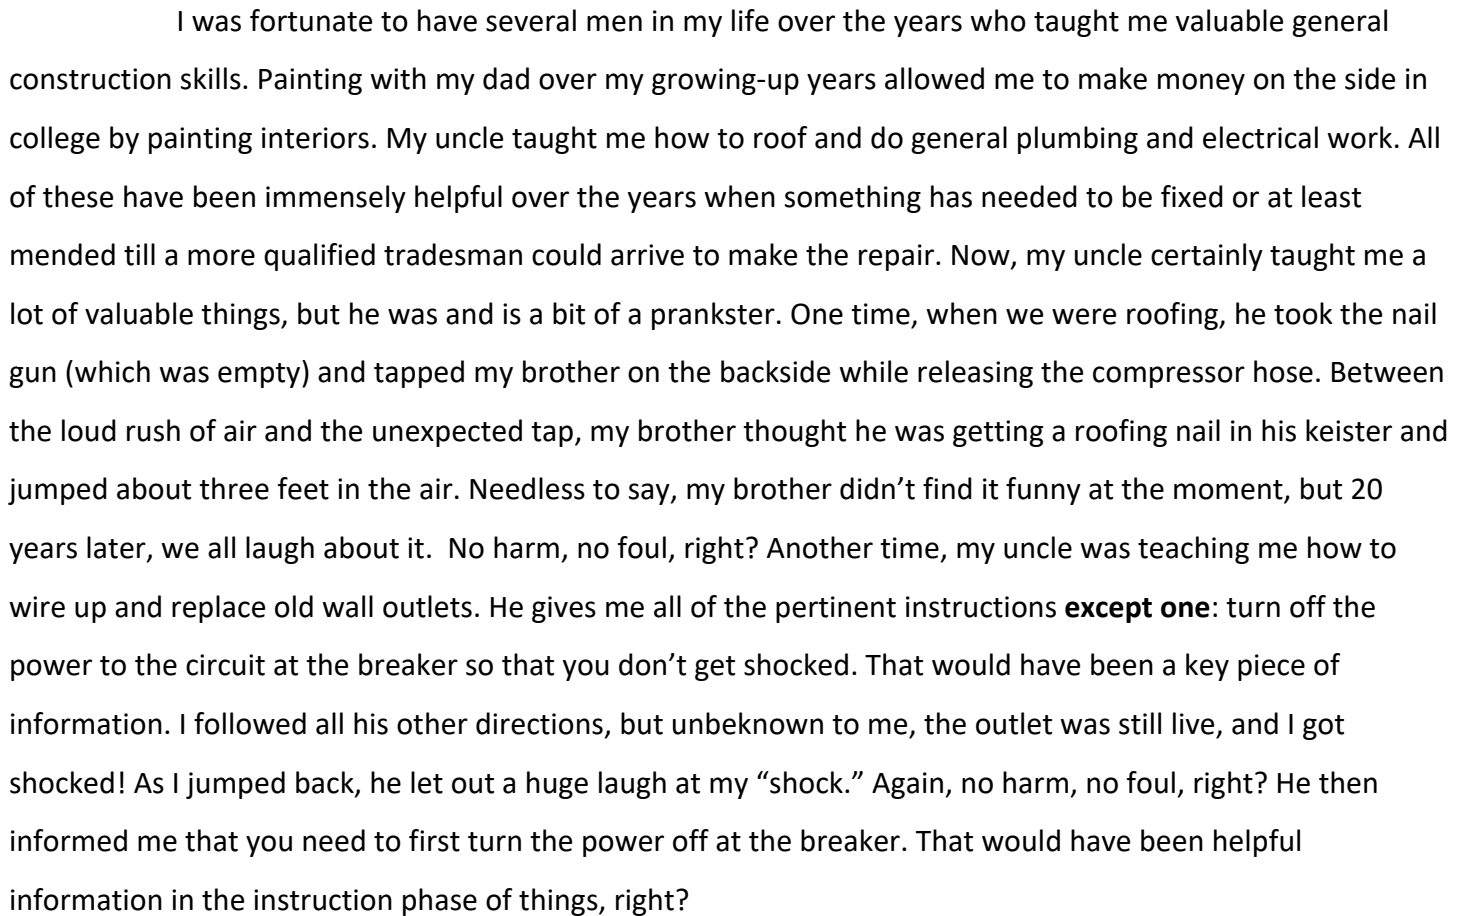 I was fortunate to have several men in my life over the years who taught me valuable general
construction skills. Painting with my dad over my growing-up years allowed me to make money on the side in
college by painting interiors. My uncle taught me how to roof and do general plumbing and electrical work. All
of these have been immensely helpful over the years when something has needed to be fixed or at least
mended till a more qualified tradesman could arrive to make the repair. Now, my uncle certainly taught me a
lot of valuable things, but he was and is a bit of a prankster. One time, when we were roofing, he took the nail
gun (which was empty) and tapped my brother on the backside while releasing the compressor hose. Between
the loud rush of air and the unexpected tap, my brother thought he was getting a roofing nail in his keister and
jumped about three feet in the air. Needless to say, my brother didn’t find it funny at the moment, but 20
years later, we all laugh about it.  No harm, no foul, right? Another time, my uncle was teaching me how to
wire up and replace old wall outlets. He gives me all of the pertinent instructions except one: turn off the
power to the circuit at the breaker so that you don’t get shocked. That would have been a key piece of
information. I followed all his other directions, but unbeknown to me, the outlet was still live, and I got
shocked! As I jumped back, he let out a huge laugh at my “shock.” Again, no harm, no foul, right? He then
informed me that you need to first turn the power off at the breaker. That would have been helpful
information in the instruction phase of things, right?